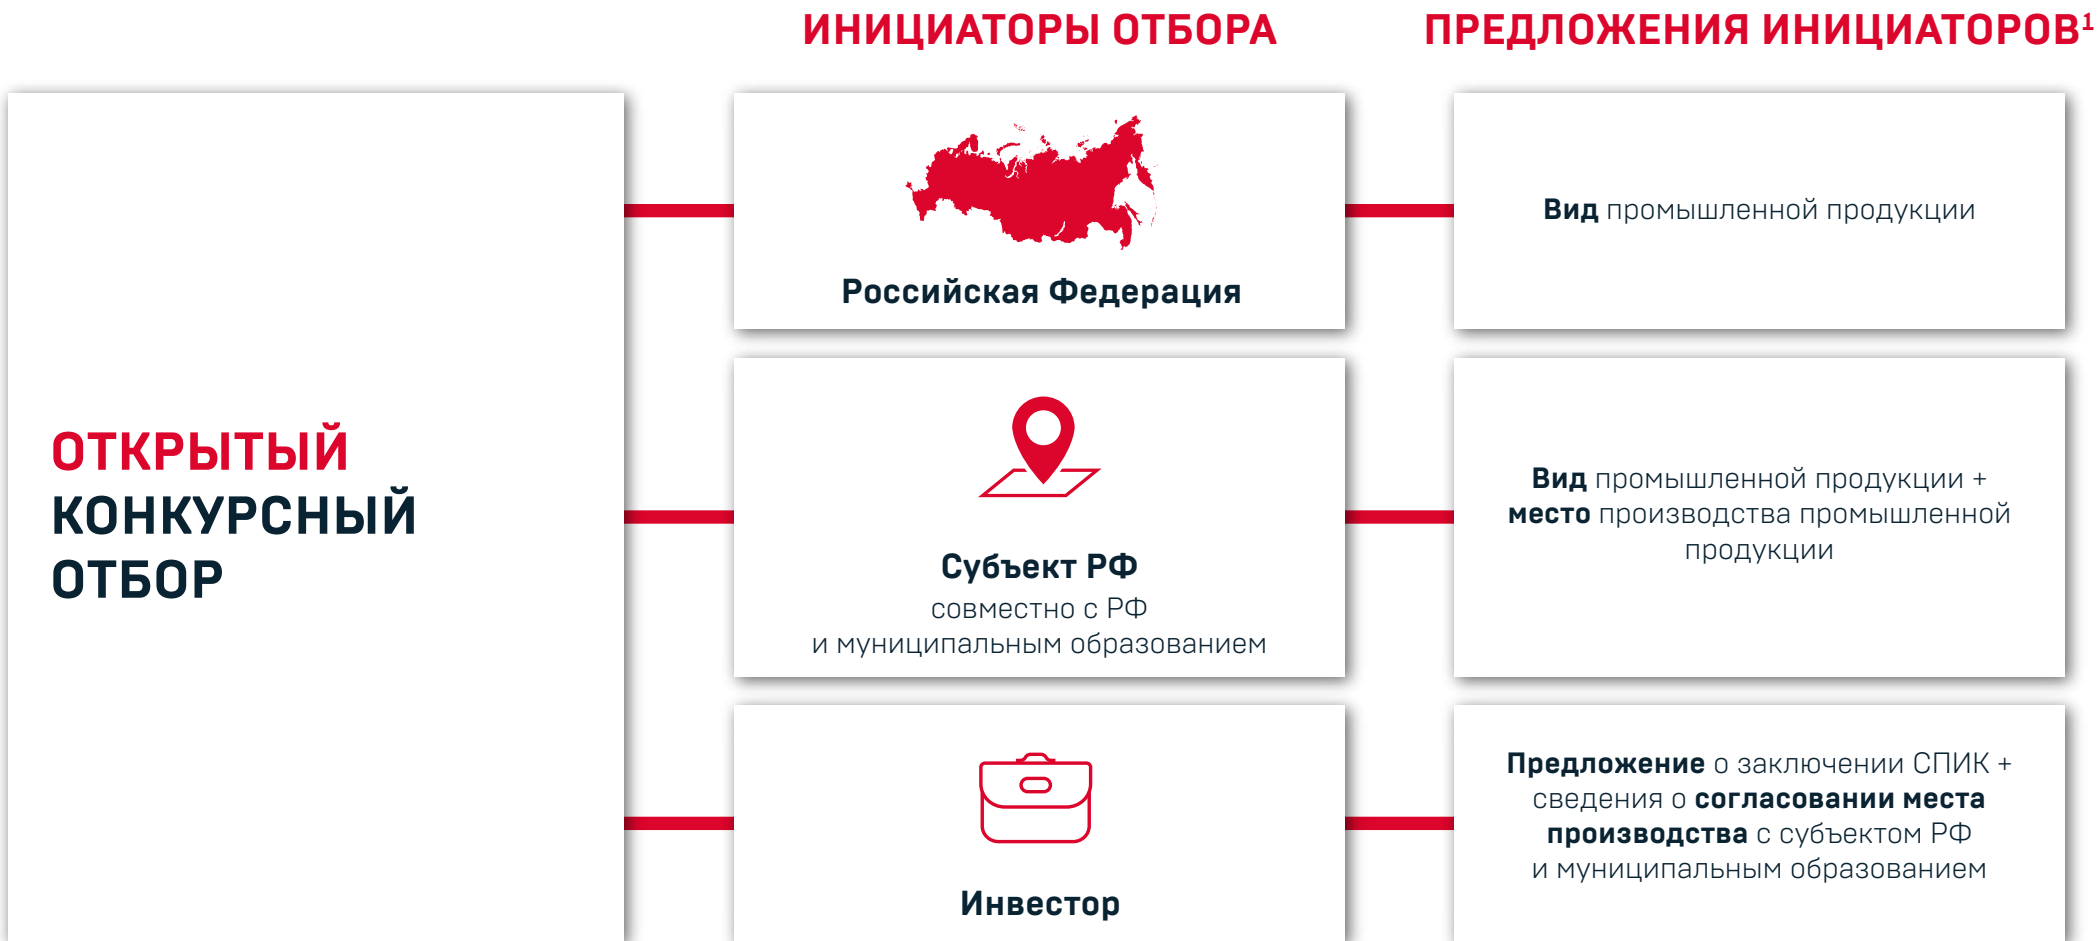 ИНИЦИАТОРЫ ОТБОРА
ПРЕДЛОЖЕНИЯ ИНИЦИАТОРОВ¹
ОТКРЫТЫЙ
КОНКУРСНЫЙ
ОТБОР
Российская Федерация
Вид промышленной продукции
Субъект РФ
совместно с РФ
и муниципальным образованием
Вид промышленной продукции +
место производства промышленной
продукции
Инвестор
Предложение о заключении СПИК +
сведения о согласовании места
производства с субъектом РФ
и муниципальным образованием